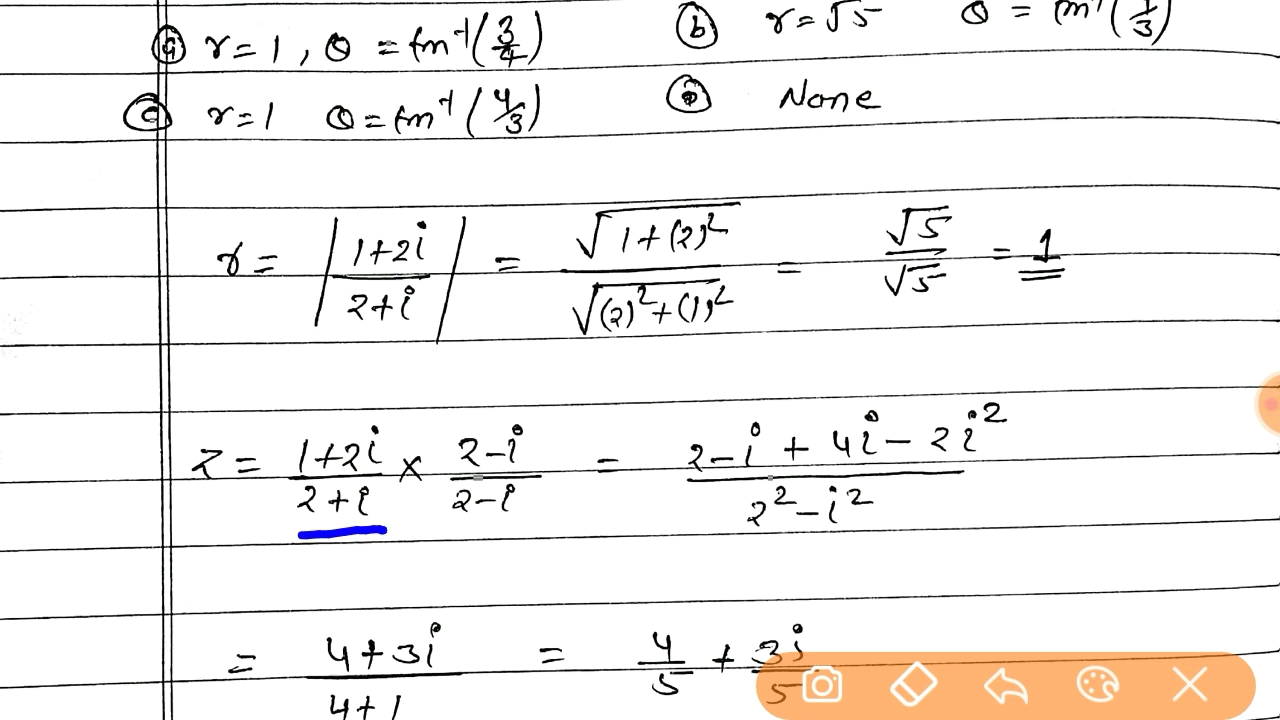 (a) r = 1, θ = tan⁻¹(3/4) (b) r = √5 θ = tan⁻¹(1/3)
(c) r = 1 θ = tan⁻¹(4/3) None
r = |(1+2i)/(2+i)| = √(1+(2)²)/√((2)²+(1)²) = √5/√5 = 1
z = (1+2i)/(2+i) × (2-i)/(2-i) = (2-i+4i-2i²)/(2²-i²)
= (4+3i)/(4+1) = 4/5 + 3i/5